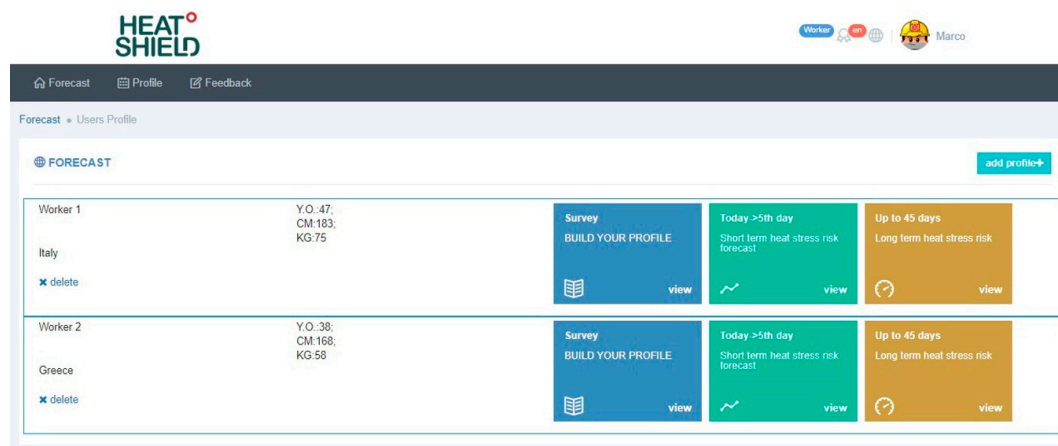 HEAT°
SHIELD
Worker
en
Marco
Forecast
Profile
Feedback
Forecast
Users Profile
FORECAST
add profile+
Worker 1
Y.O.:47;
CM:183;
KG:75
Italy
delete
Survey
BUILD YOUR PROFILE
view
Today->5th day
Short term heat stress risk
forecast
view
Up to 45 days
Long term heat stress risk
view
Worker 2
Y.O.:38;
CM:168;
KG:58
Greece
delete
Survey
BUILD YOUR PROFILE
view
Today->5th day
Short term heat stress risk
forecast
view
Up to 45 days
Long term heat stress risk
view